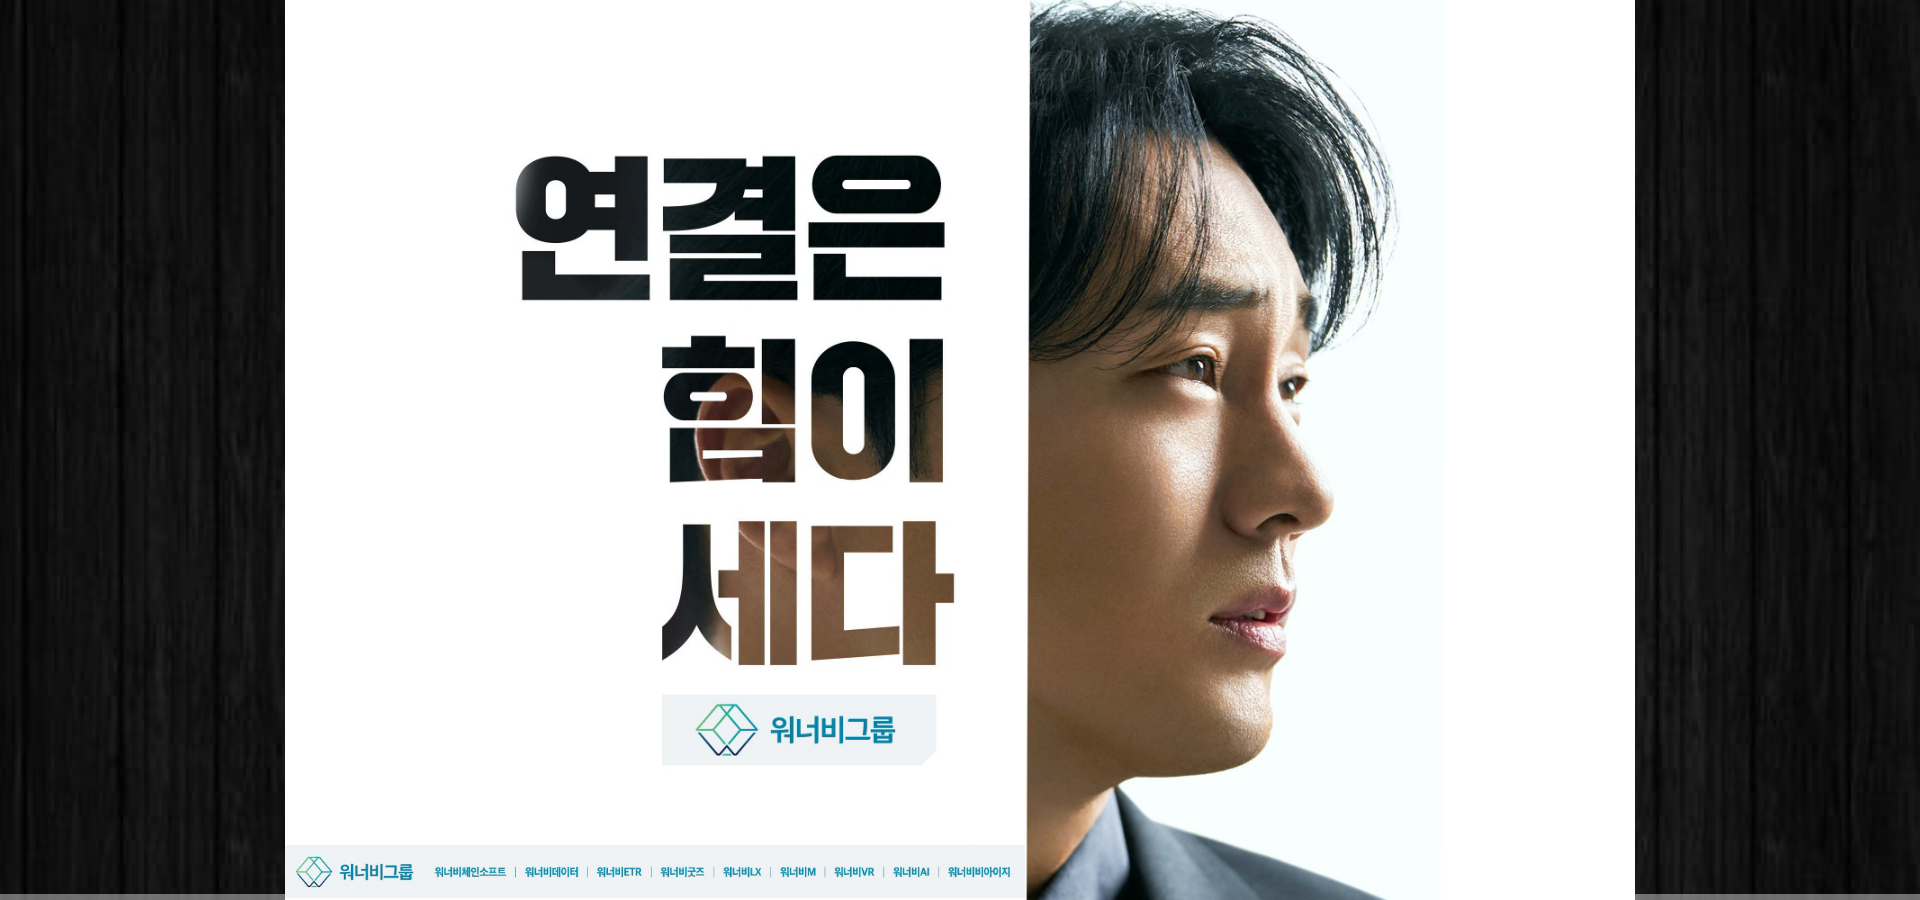 연결은
힘이
세다
워너비그룹
워너비그룹 워너비체인소프트 | 워너비데이터 | 워너비ETR | 워너비굿즈 | 워너비LX | 워너비M | 워너비VR | 워너비AI | 워너비비아이지